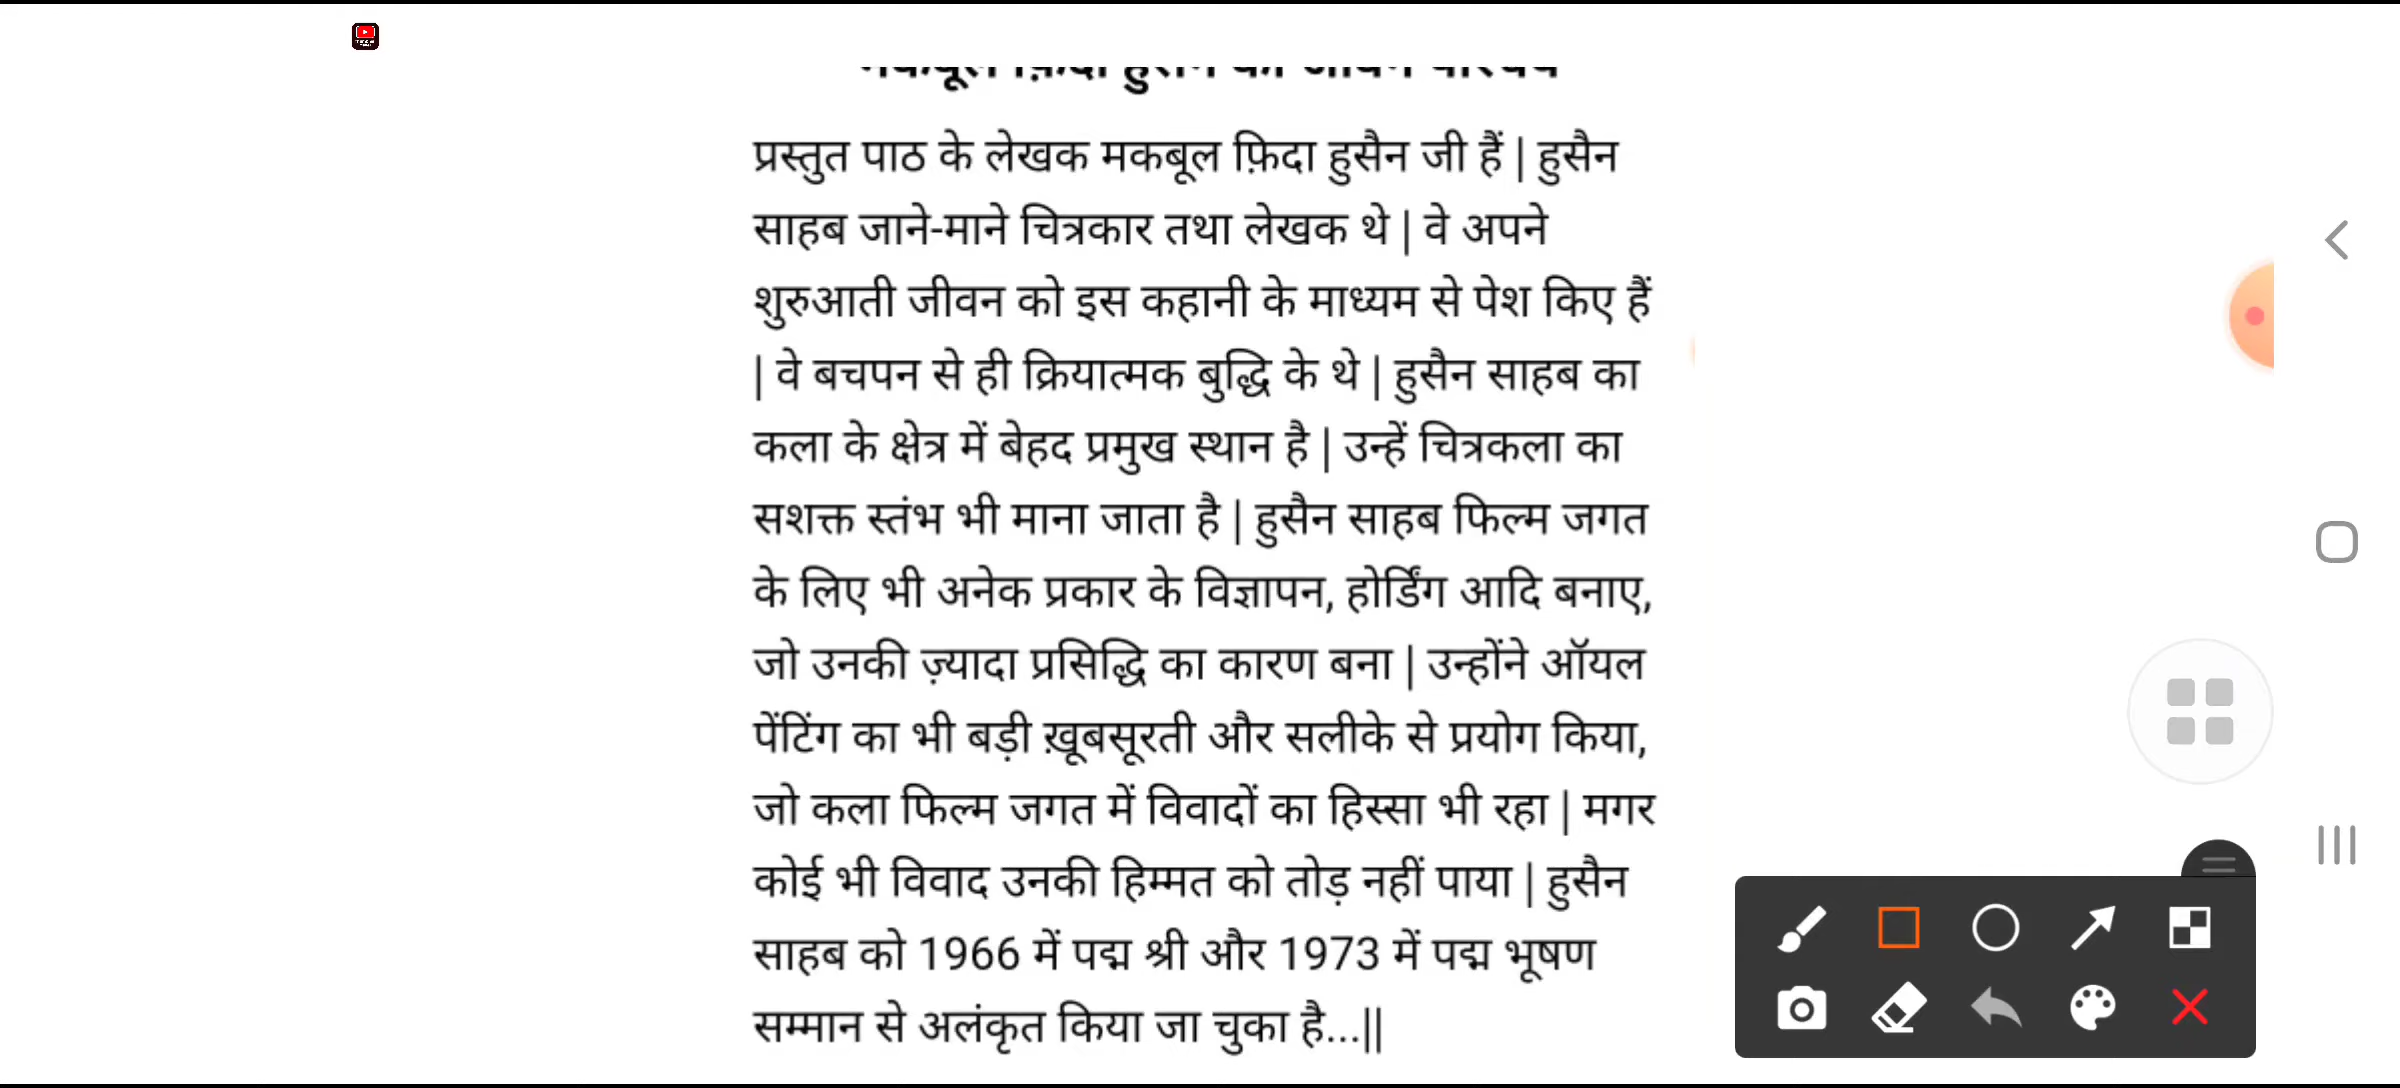 प्रस्तुत पाठ के लेखक मकबूल फ़िदा हुसैन जी हैं | हुसैन
साहब जाने-माने चित्रकार तथा लेखक थे | वे अपने
शुरुआती जीवन को इस कहानी के माध्यम से पेश किए हैं
| वे बचपन से ही क्रियात्मक बुद्धि के थे | हुसैन साहब का
कला के क्षेत्र में बेहद प्रमुख स्थान है | उन्हें चित्रकला का
सशक्त स्तंभ भी माना जाता है | हुसैन साहब फिल्म जगत
के लिए भी अनेक प्रकार के विज्ञापन, होर्डिंग आदि बनाए,
जो उनकी ज़्यादा प्रसिद्धि का कारण बना | उन्होंने ऑयल
पेंटिंग का भी बड़ी ख़ूबसूरती और सलीके से प्रयोग किया,
जो कला फिल्म जगत में विवादों का हिस्सा भी रहा | मगर
कोई भी विवाद उनकी हिम्मत को तोड़ नहीं पाया | हुसैन
साहब को 1966 में पद्म श्री और 1973 में पद्म भूषण
सम्मान से अलंकृत किया जा चुका है...||